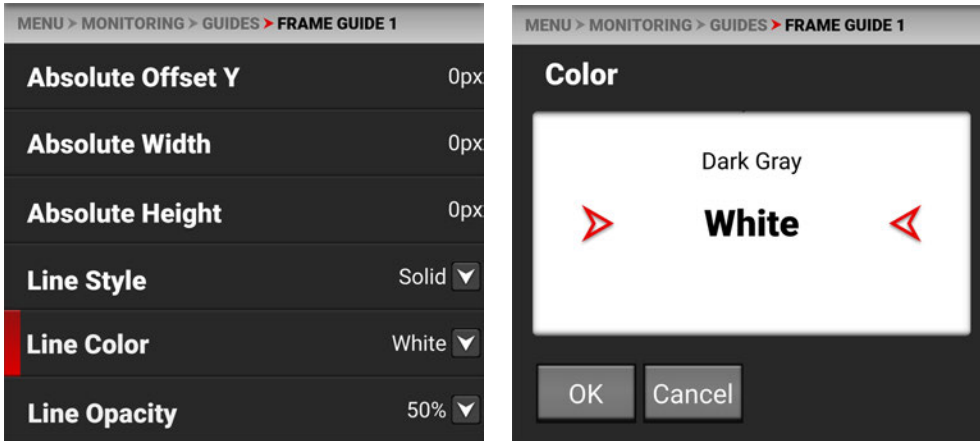 MENU > MONITORING > GUIDES > FRAME GUIDE 1
Absolute Offset Y 0px
Absolute Width 0px
Absolute Height 0px
Line Style Solid
Line Color White
Line Opacity 50%
MENU > MONITORING > GUIDES > FRAME GUIDE 1
Color
Dark Gray
White
OK Cancel